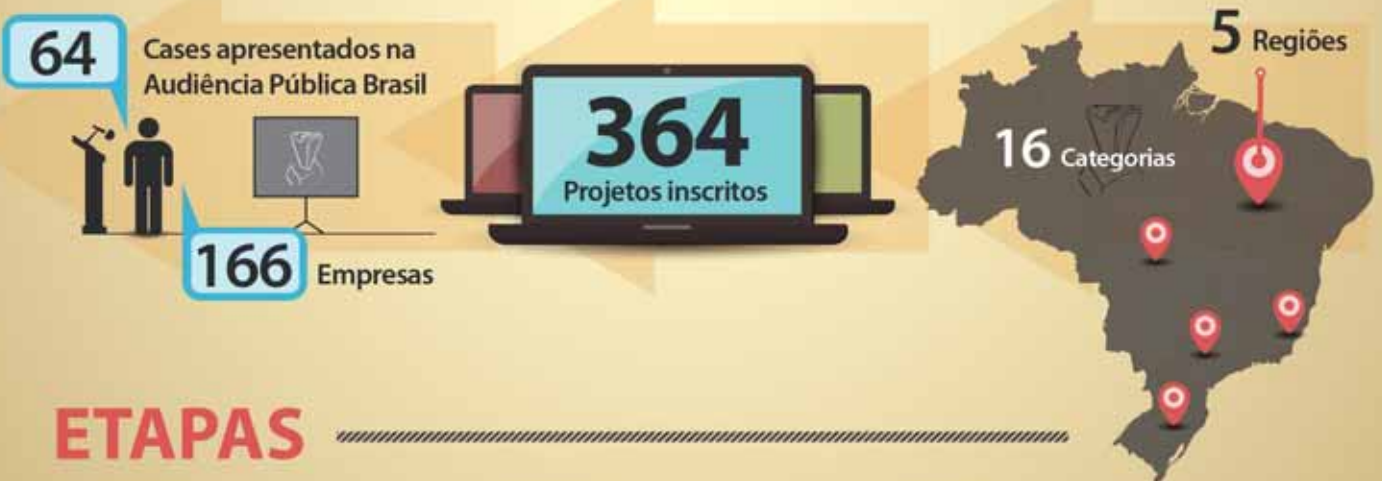 64
Cases apresentados na
Audiência Pública Brasil
166 Empresas
364
Projetos inscritos
5 Regiões
16 Categorias
ETAPAS